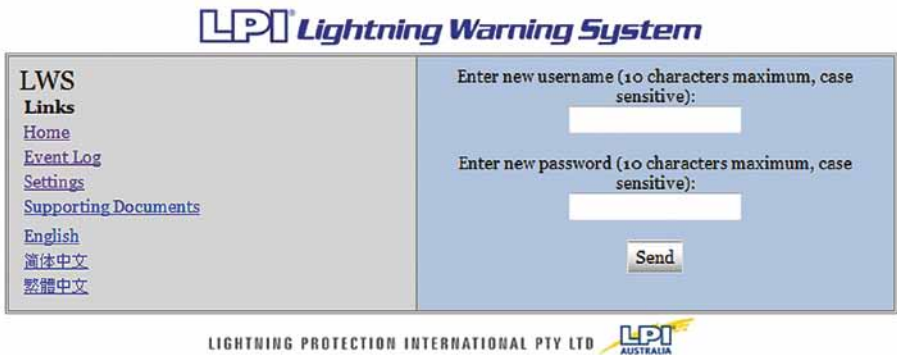 LPI Lightning Warning System
LWS
Links
Home
Event Log
Settings
Supporting Documents
English
简体中文
繁體中文
Enter new username (10 characters maximum, case
sensitive):
Enter new password (10 characters maximum, case
sensitive):
Send
LIGHTNING PROTECTION INTERNATIONAL PTY LTD
LPI
AUSTRALIA